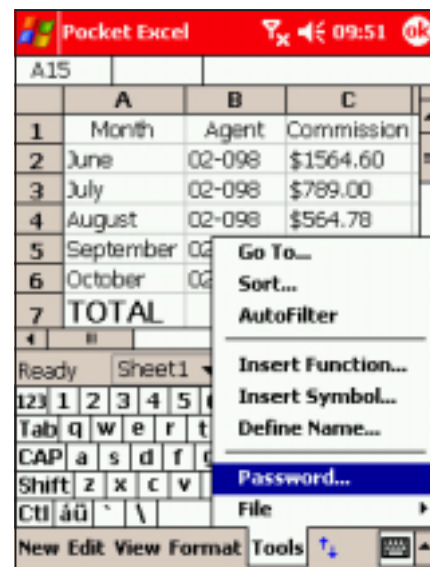 Pocket Excel 09:51 ok
A15
A B C
1 Month Agent Commission
2 June 02-098 $1564.60
3 July 02-098 $789.00
4 August 02-098 $564.78
5 September 02
6 October 02
7 TOTAL
Go To...
Sort...
AutoFilter
Insert Function...
Insert Symbol...
Define Name...
Password...
File
Ready Sheet1
123 1 2 3 4 5
Tab q w e r t
CAP a s d f g
Shift z x c v
Ctl áü ` \
New Edit View Format Tools